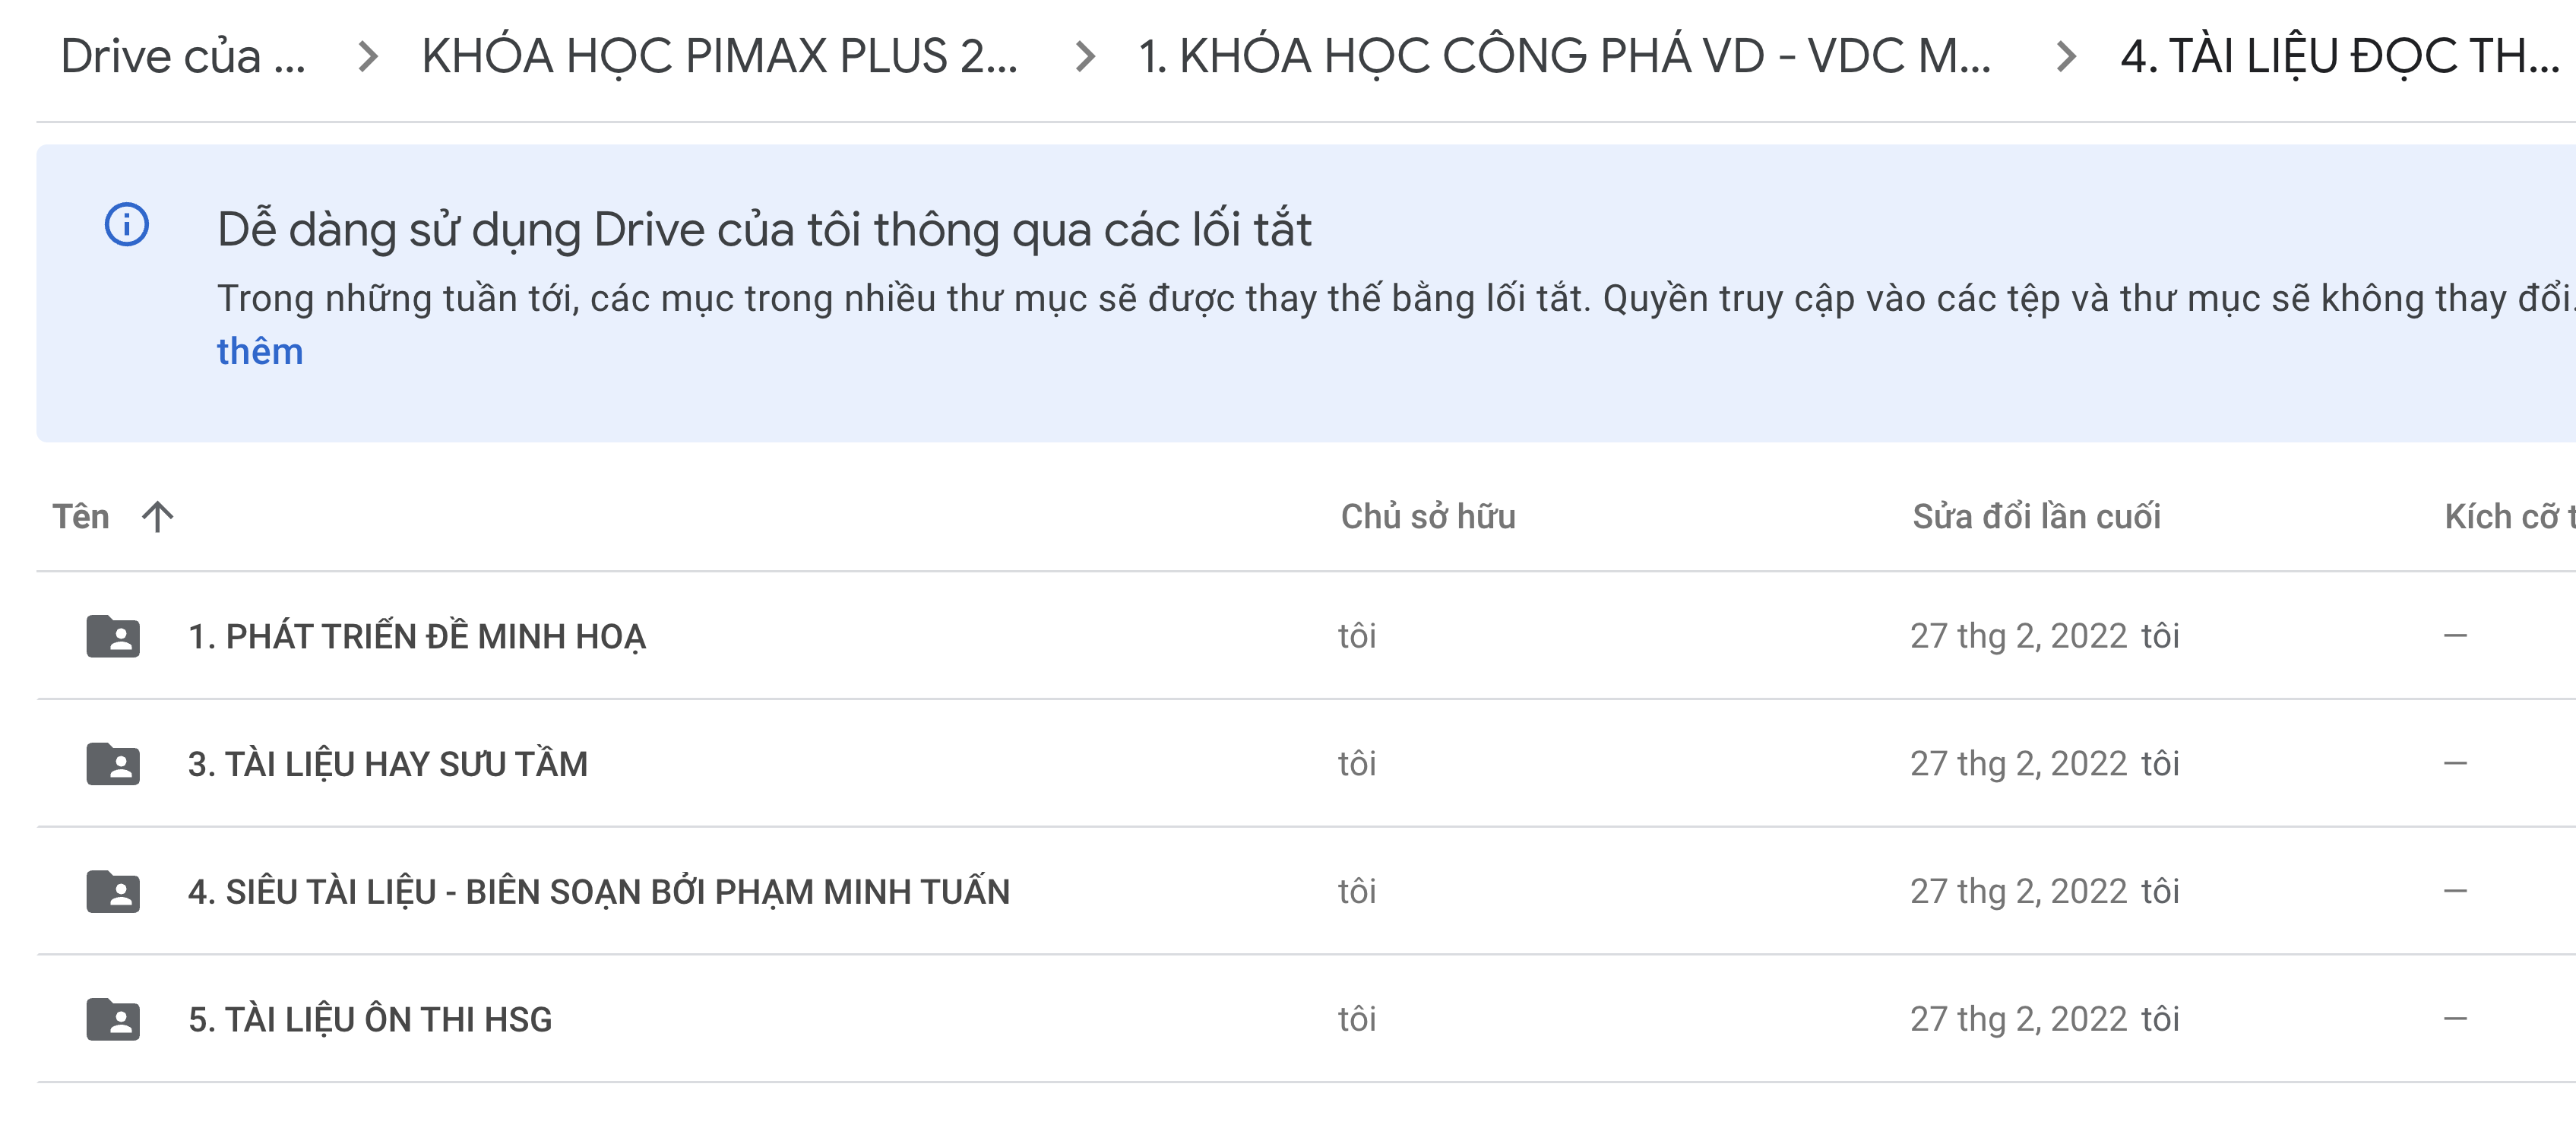 Drive của ... > KHÓA HỌC PIMAX PLUS 2... > 1. KHÓA HỌC CÔNG PHÁ VD - VDC M... > 4. TÀI LIỆU ĐỌC TH...
Dễ dàng sử dụng Drive của tôi thông qua các lối tắt
Trong những tuần tới, các mục trong nhiều thư mục sẽ được thay thế bằng lối tắt. Quyền truy cập vào các tệp và thư mục sẽ không thay đổi.
thêm
Tên Chủ sở hữu Sửa đổi lần cuối Kích cỡ t
1. PHÁT TRIỂN ĐỀ MINH HOẠ tôi 27 thg 2, 2022 tôi —
3. TÀI LIỆU HAY SƯU TẦM tôi 27 thg 2, 2022 tôi —
4. SIÊU TÀI LIỆU - BIÊN SOẠN BỞI PHẠM MINH TUẤN tôi 27 thg 2, 2022 tôi —
5. TÀI LIỆU ÔN THI HSG tôi 27 thg 2, 2022 tôi —